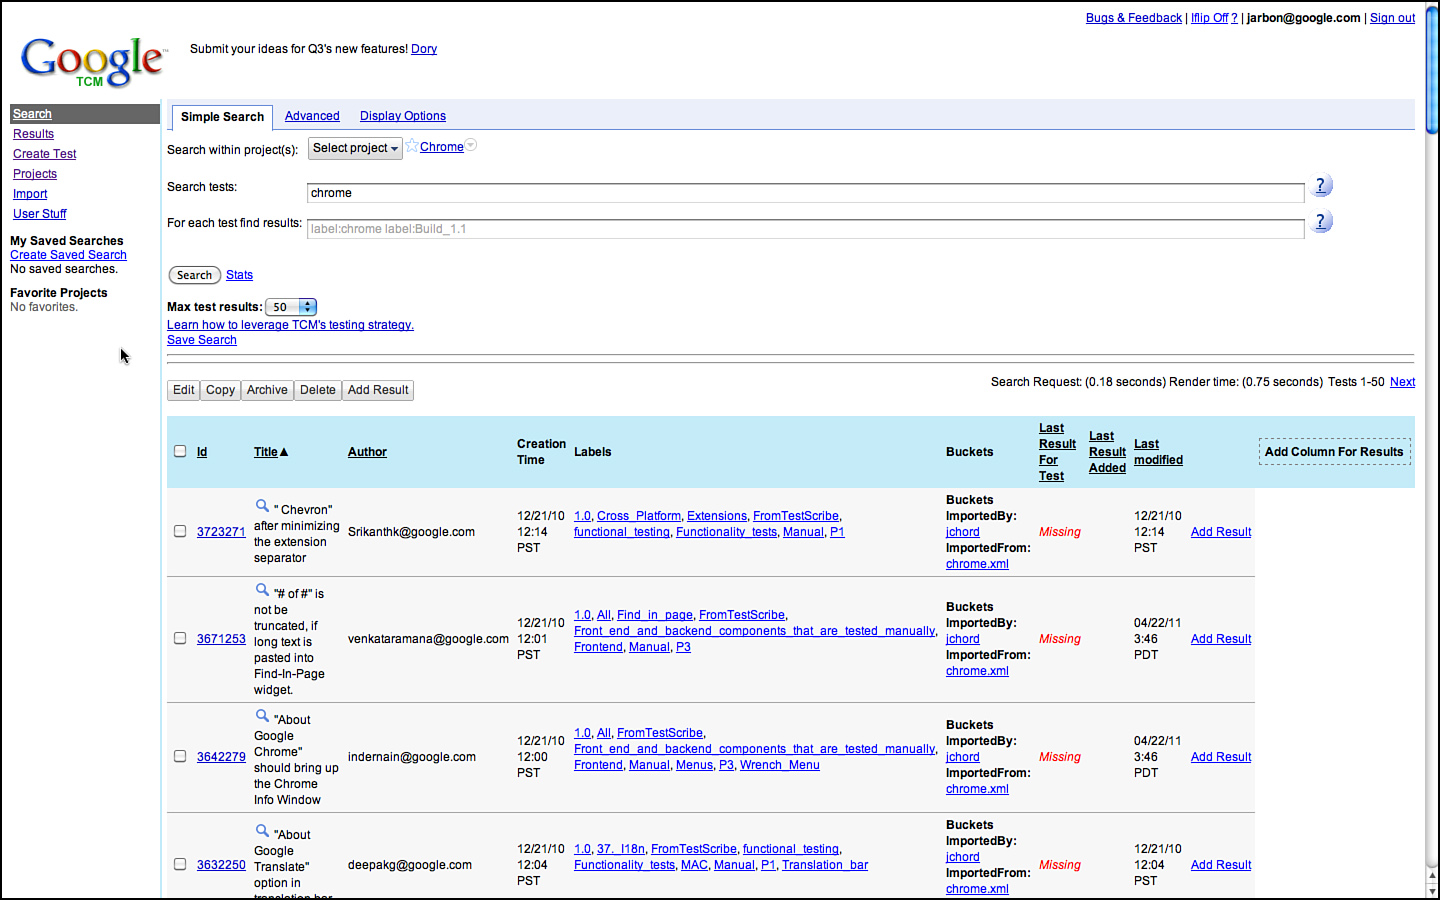 Bugs & Feedback | Iflip Off ? | jarbon@google.com | Sign out
Google™
TCM
Submit your ideas for Q3's new features! Dory
Search
Results
Create Test
Projects
Import
User Stuff
My Saved Searches
Create Saved Search
No saved searches.
Favorite Projects
No favorites.
Simple Search Advanced Display Options
Search within project(s): Select project Chrome
Search tests: chrome ?
For each test find results: label:chrome label:Build_1.1 ?
Search Stats
Max test results: 50
Learn how to leverage TCM's testing strategy.
Save Search
Edit Copy Archive Delete Add Result
Search Request: (0.18 seconds) Render time: (0.75 seconds) Tests 1-50 Next
Id
Title▲
Author
Creation
Time
Labels
Buckets
Last
Result
For
Test
Last
Result
Added
Last
modified
Add Column For Results
3723271
" Chevron"
after minimizing
the extension
separator
Srikanthk@google.com
12/21/10
12:14
PST
1.0, Cross_Platform, Extensions, FromTestScribe,
functional_testing, Functionality_tests, Manual, P1
Buckets
ImportedBy:
jchord
ImportedFrom:
chrome.xml
Missing
12/21/10
12:14
PST
Add Result
3671253
"# of #" is
not be
truncated, if
long text is
pasted into
Find-In-Page
widget.
venkataramana@google.com
12/21/10
12:01
PST
1.0, All, Find_in_page, FromTestScribe,
Front_end_and_backend_components_that_are_tested_manually,
Frontend, Manual, P3
Buckets
ImportedBy:
jchord
ImportedFrom:
chrome.xml
Missing
04/22/11
3:46
PDT
Add Result
3642279
"About
Google
Chrome"
should bring up
the Chrome
Info Window
indernain@google.com
12/21/10
12:00
PST
1.0, All, FromTestScribe,
Front_end_and_backend_components_that_are_tested_manually,
Frontend, Manual, Menus, P3, Wrench_Menu
Buckets
ImportedBy:
jchord
ImportedFrom:
chrome.xml
Missing
04/22/11
3:46
PDT
Add Result
3632250
"About
Google
Translate"
option in
translation bar
deepakg@google.com
12/21/10
12:04
PST
1.0, 37._I18n, FromTestScribe, functional_testing,
Functionality_tests, MAC, Manual, P1, Translation_bar
Buckets
ImportedBy:
jchord
ImportedFrom:
chrome.xml
Missing
12/21/10
12:04
PST
Add Result